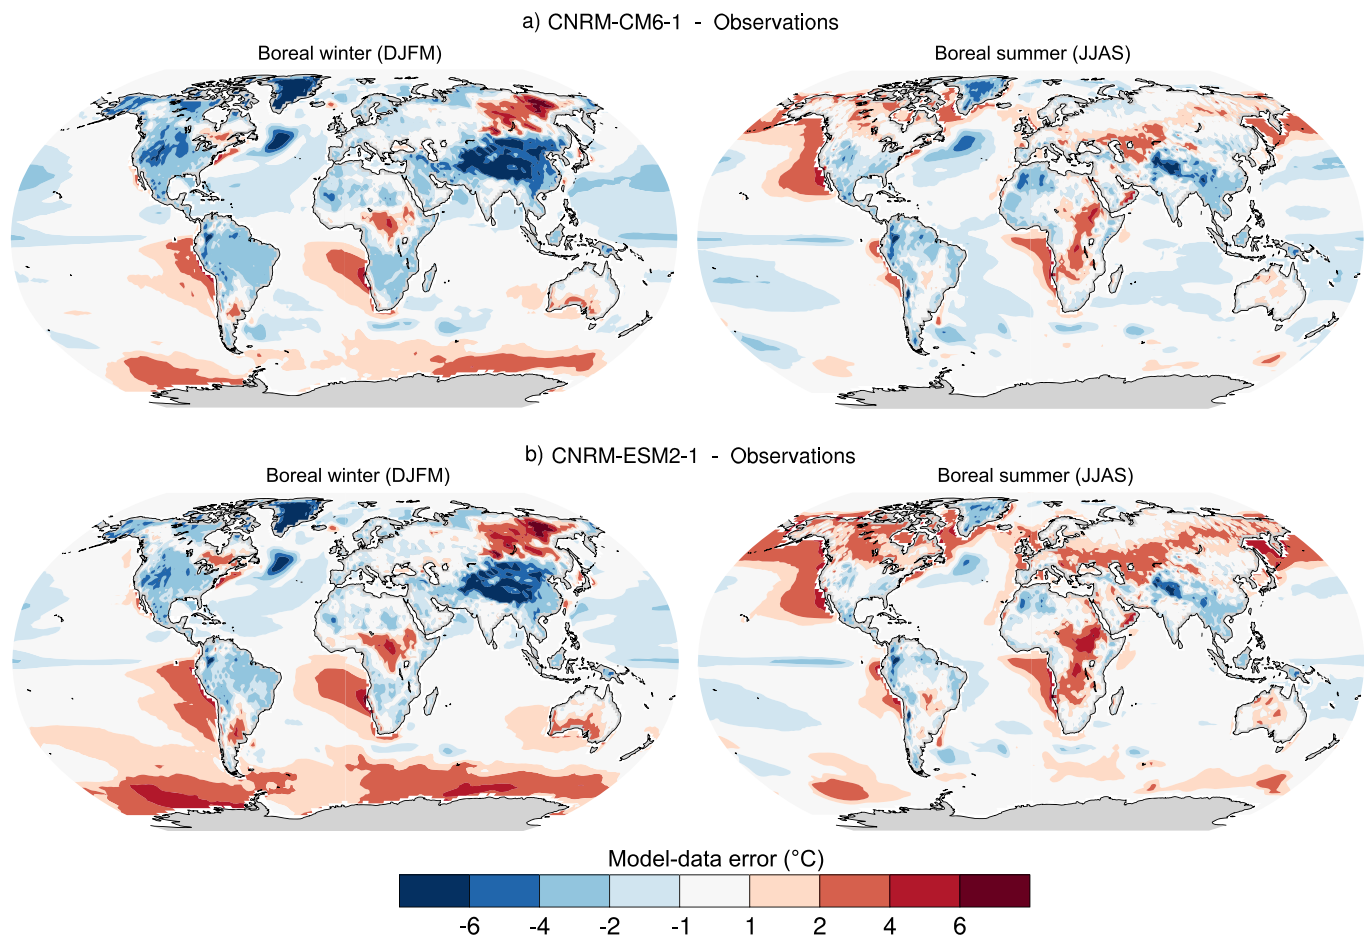 a) CNRM-CM6-1 - Observations
Boreal winter (DJFM)
Boreal summer (JJAS)
b) CNRM-ESM2-1 - Observations
Boreal winter (DJFM)
Boreal summer (JJAS)
Model-data error (°C)
-6 -4 -2 -1 1 2 4 6